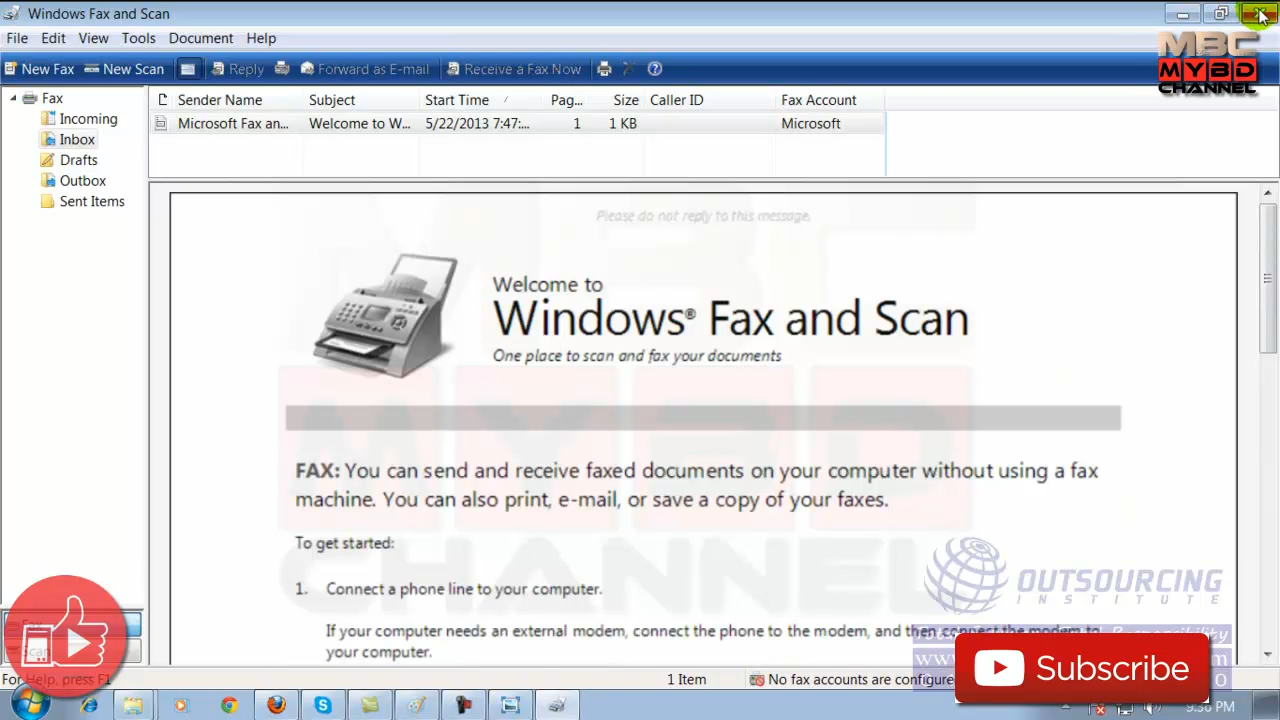 Windows Fax and Scan
MBC
MYBD
CHANNEL
File Edit View Tools Document Help
New Fax New Scan Reply Forward as E-mail Receive a Fax Now
Fax
Incoming
Inbox
Drafts
Outbox
Sent Items
Sender Name Subject Start Time Pag... Size Caller ID Fax Account
Microsoft Fax an... Welcome to W... 5/22/2013 7:47:... 1 1 KB Microsoft
Please do not reply to this message.
Welcome to
Windows® Fax and Scan
One place to scan and fax your documents
MYBD
CHANNEL
FAX: You can send and receive faxed documents on your computer without using a fax
machine. You can also print, e-mail, or save a copy of your faxes.
To get started:
1. Connect a phone line to your computer.
If your computer needs an external modem, connect the phone to the modem, and then connect the modem to
your computer.
OUTSOURCING
INSTITUTE
Subscribe
For Help, press F1
1 Item
No fax accounts are configure
9:36 PM